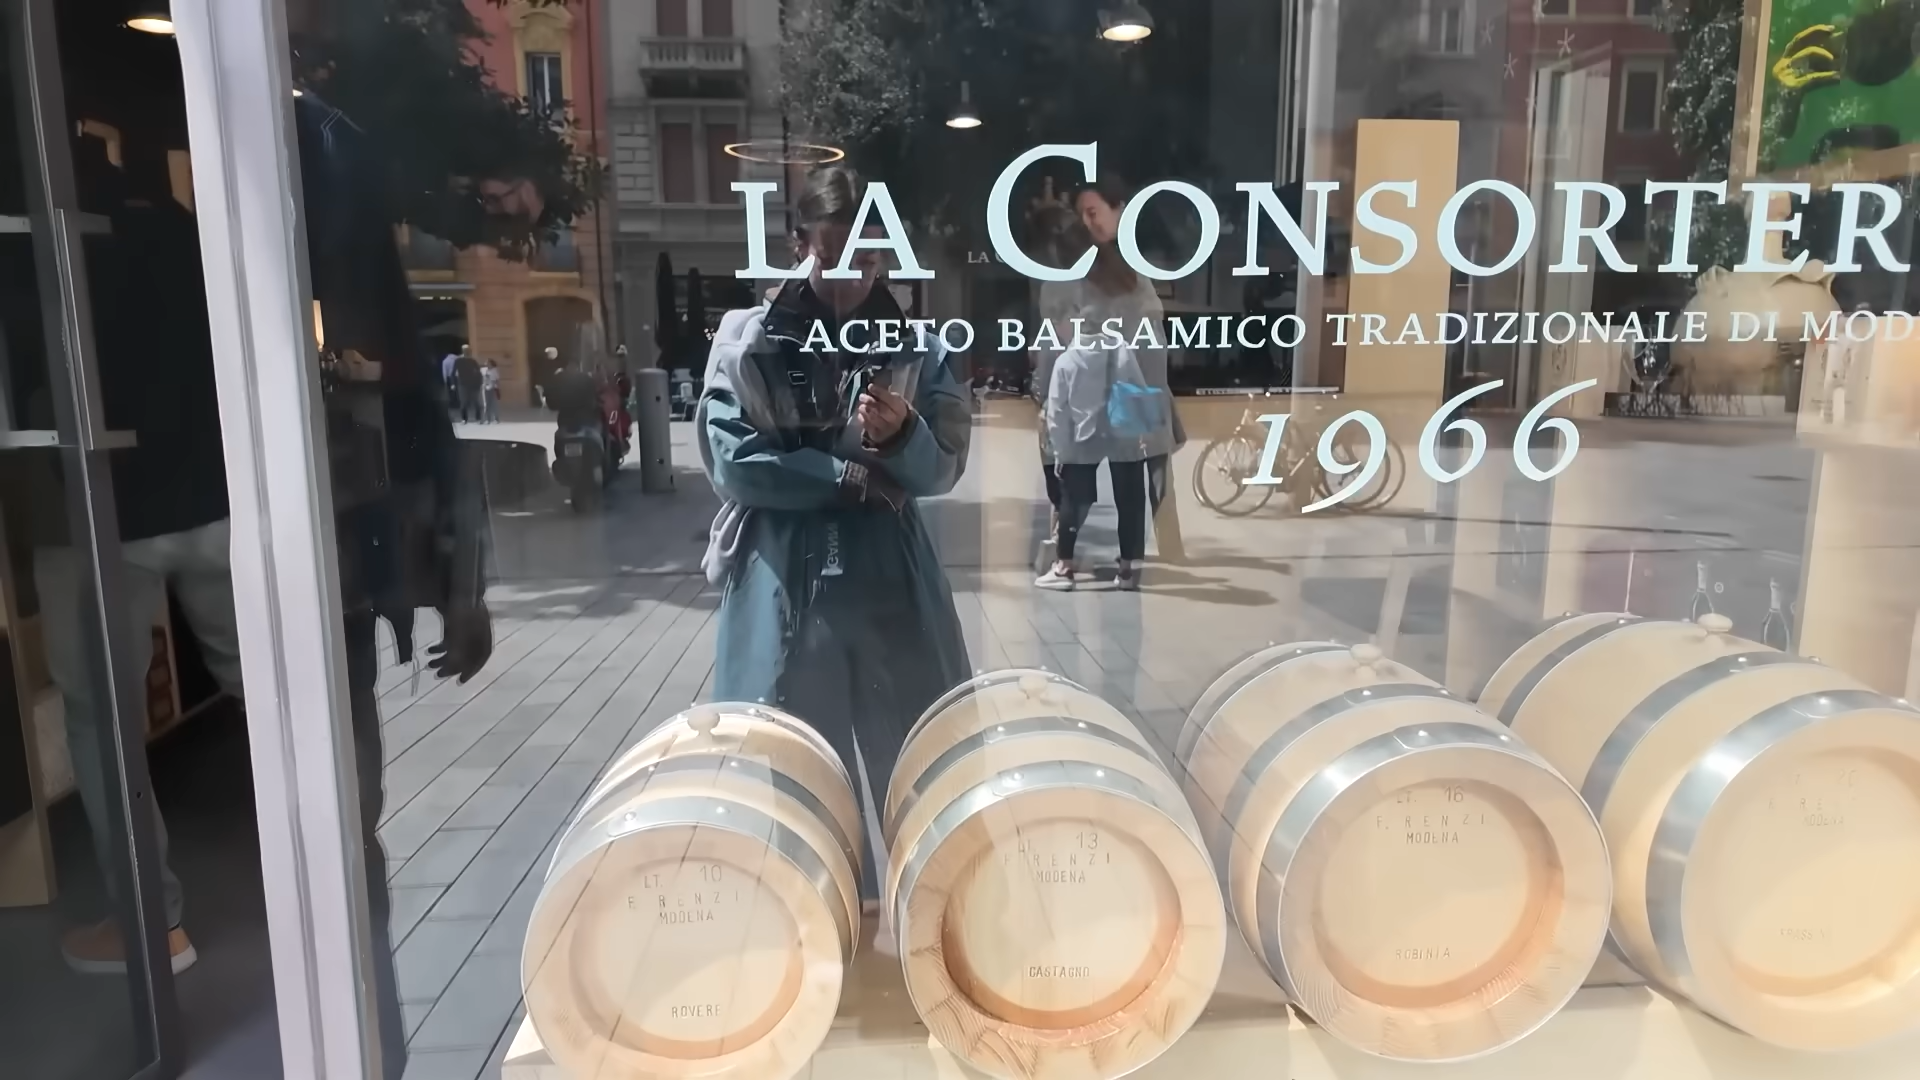 LA CONSORTER
ACETO BALSAMICO TRADIZIONALE DI MOD
1966
LT. 10
F. RENZI
MODENA
ROVERE
LT. 13
F. RENZI
MODENA
CASTAGNO
LT. 16
F. RENZI
MODENA
ROBINIA
MODENA